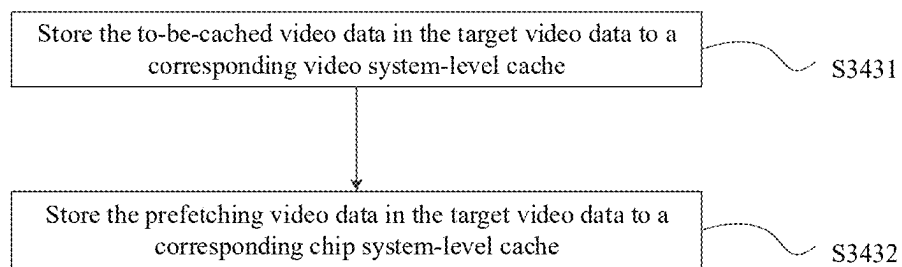 Store the to-be-cached video data in the target video data to a
corresponding video system-level cache
S3431
Store the prefetching video data in the target video data to a
corresponding chip system-level cache
S3432